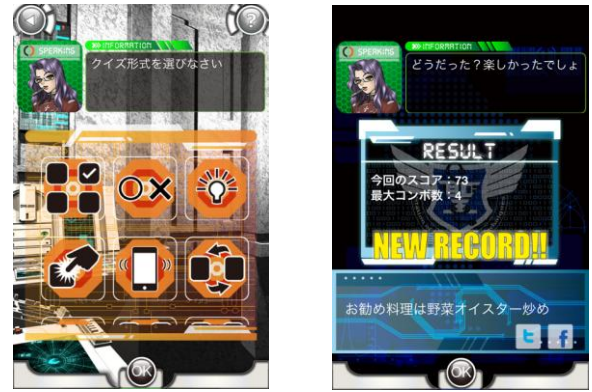 SPEAKING
INFORMATION
クイズ形式を選びなさい
OK
SPEAKING
INFORMATION
どうだった？楽しかったでしょ
RESULT
今回のスコア：73
最大コンボ数：4
NEW RECORD!!
お勧め料理は野菜オイスター炒め
OK